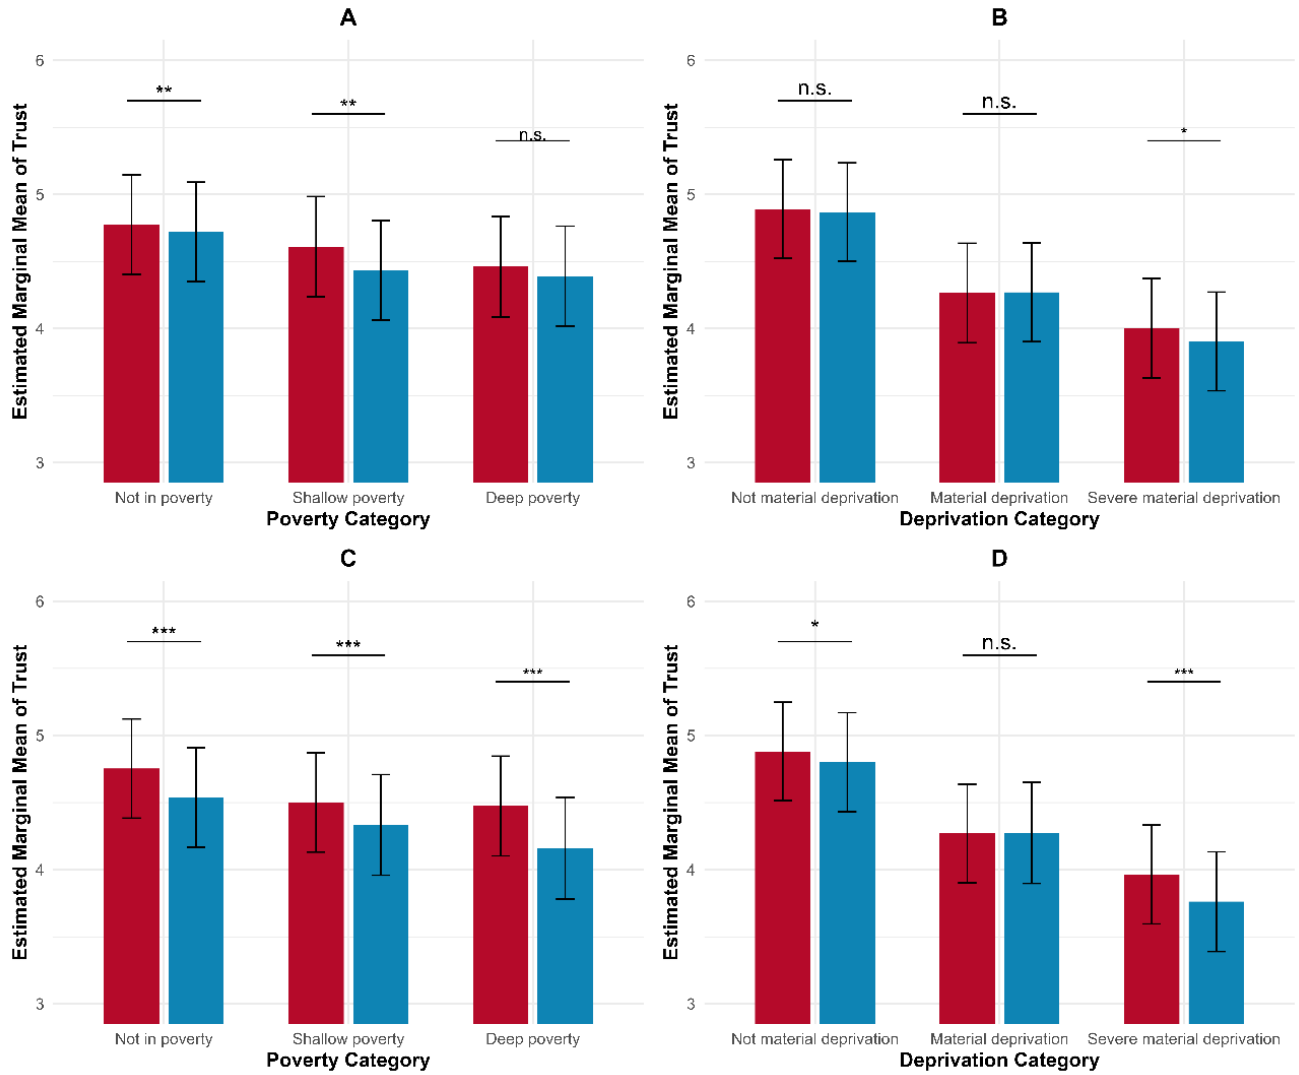 A
Estimated Marginal Mean of Trust
6
5
4
3
**
**
n.s.
Not in poverty
Shallow poverty
Deep poverty
Poverty Category
B
Estimated Marginal Mean of Trust
6
5
4
3
n.s.
n.s.
*
Not material deprivation
Material deprivation
Severe material deprivation
Deprivation Category
C
Estimated Marginal Mean of Trust
6
5
4
3
***
***
***
Not in poverty
Shallow poverty
Deep poverty
Poverty Category
D
Estimated Marginal Mean of Trust
6
5
4
3
*
n.s.
***
Not material deprivation
Material deprivation
Severe material deprivation
Deprivation Category